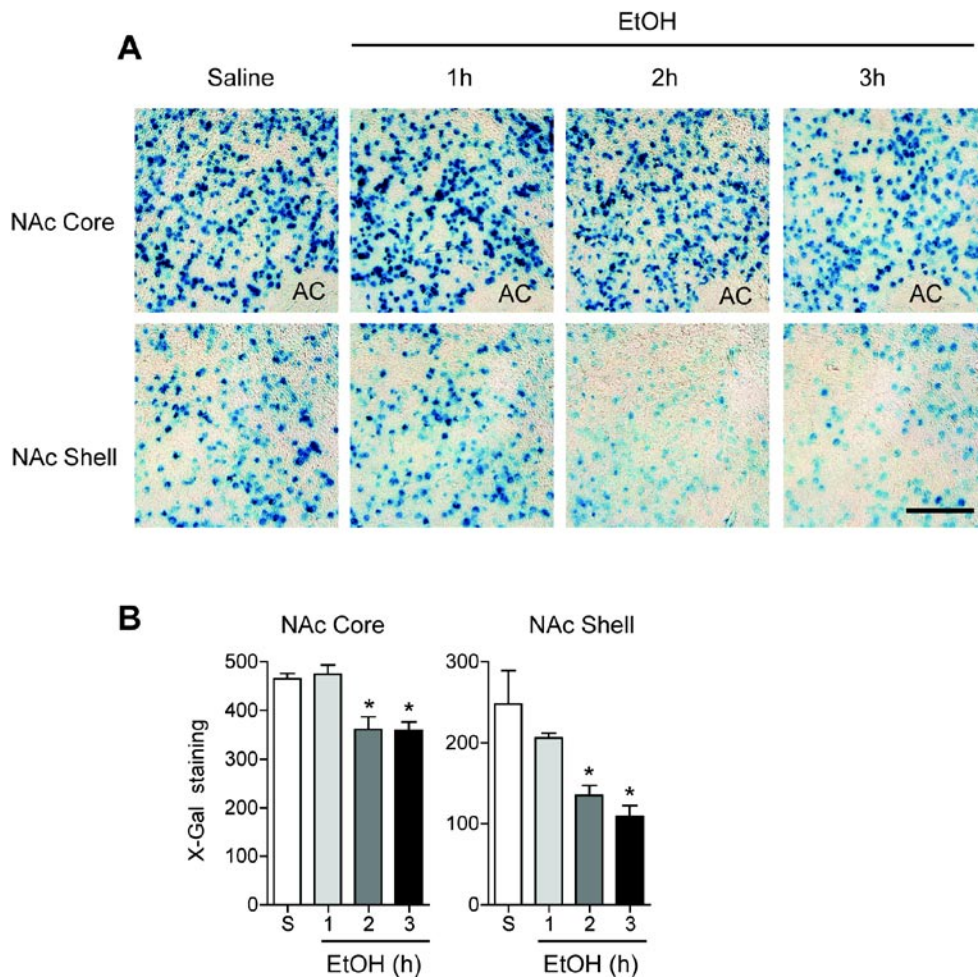 EtOH
A
Saline 1h 2h 3h
NAc Core
AC AC AC AC
NAc Shell
B
NAc Core NAc Shell
X-Gal staining
500
400
300
200
100
0
S 1 2 3
EtOH (h)
300
200
100
0
* *
* *
S 1 2 3
EtOH (h)